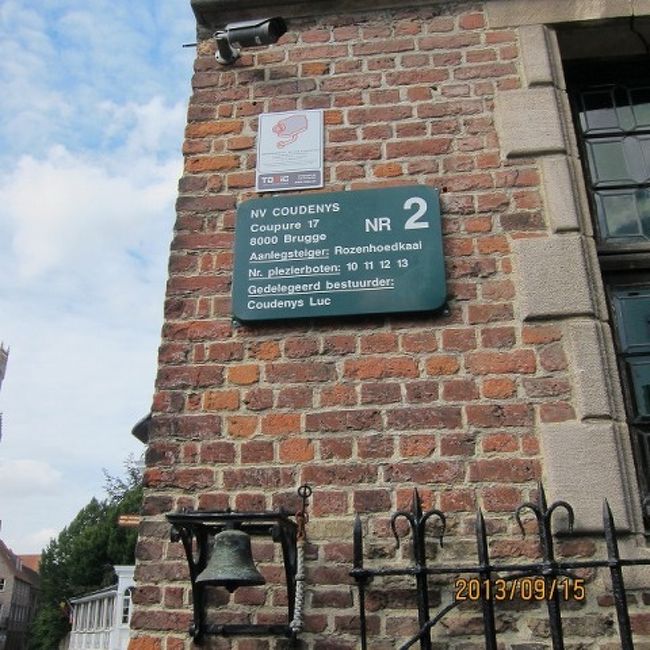 NV COUDENYS
Coupure 17
8000 Brugge
NR 2
Aanlegsteiger: Rozenhoedkaai
Nr. plezierboten: 10 11 12 13
Gedelegeerd bestuurder:
Coudenys Luc
2013/09/15